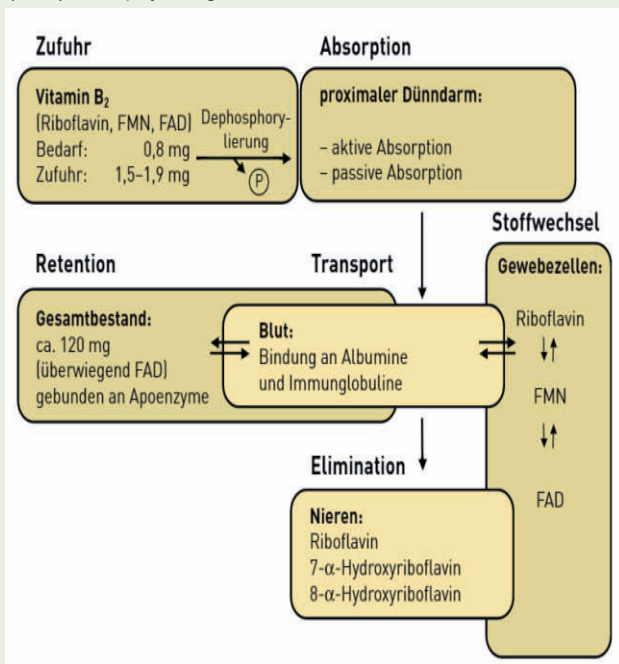 Zufuhr
Vitamin B₂
(Riboflavin, FMN, FAD)
Bedarf: 0,8 mg
Zufuhr: 1,5–1,9 mg
Dephosphory-
lierung
P
Absorption
proximaler Dünndarm:
– aktive Absorption
– passive Absorption
Stoffwechsel
Gewebezellen:
Riboflavin
FMN
FAD
Retention
Gesamtbestand:
ca. 120 mg
(überwiegend FAD)
gebunden an Apoenzyme
Transport
Blut:
Bindung an Albumine
und Immunglobuline
Elimination
Nieren:
Riboflavin
7-α-Hydroxyriboflavin
8-α-Hydroxyriboflavin